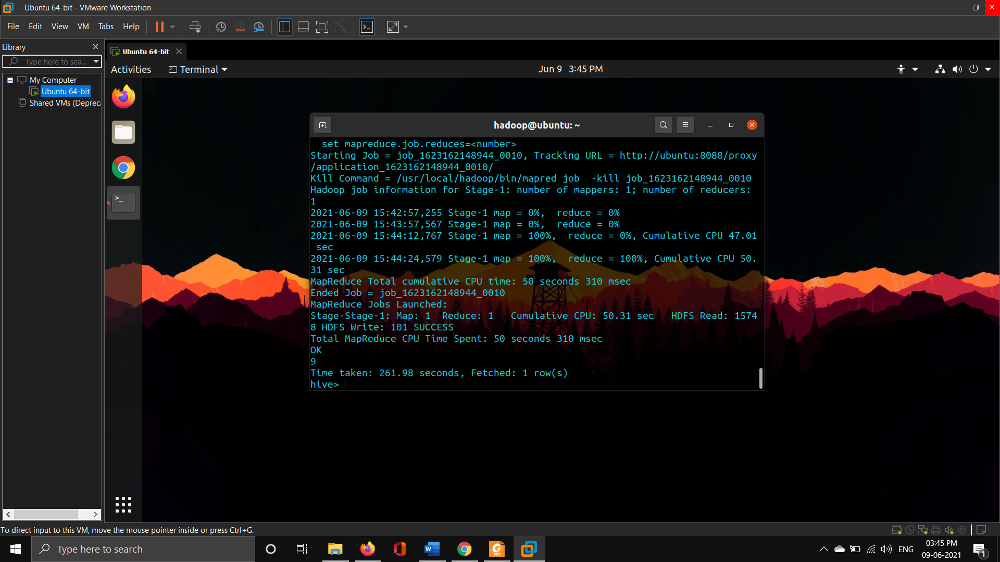 Ubuntu 64-bit - VMware Workstation
File Edit View VM Tabs Help
Library
Type here to sea...
My Computer
Ubuntu 64-bit
Shared VMs (Depreca
Ubuntu 64-bit
Activities Terminal Jun 9 3:45 PM
hadoop@ubuntu: ~
set mapreduce.job.reduces=<number>
Starting Job = job_1623162148944_0010, Tracking URL = http://ubuntu:8088/proxy
/application_1623162148944_0010/
Kill Command = /usr/local/hadoop/bin/mapred job  -kill job_1623162148944_0010
Hadoop job information for Stage-1: number of mappers: 1; number of reducers:
1
2021-06-09 15:42:57,255 Stage-1 map = 0%,  reduce = 0%
2021-06-09 15:43:57,567 Stage-1 map = 0%,  reduce = 0%
2021-06-09 15:44:12,767 Stage-1 map = 100%,  reduce = 0%, Cumulative CPU 47.01
sec
2021-06-09 15:44:24,579 Stage-1 map = 100%,  reduce = 100%, Cumulative CPU 50.
31 sec
MapReduce Total cumulative CPU time: 50 seconds 310 msec
Ended Job = job_1623162148944_0010
MapReduce Jobs Launched:
Stage-Stage-1: Map: 1  Reduce: 1   Cumulative CPU: 50.31 sec   HDFS Read: 1574
8 HDFS Write: 101 SUCCESS
Total MapReduce CPU Time Spent: 50 seconds 310 msec
OK
9
Time taken: 261.98 seconds, Fetched: 1 row(s)
hive>
To direct input to this VM, move the mouse pointer inside or press Ctrl+G.
Type here to search
ENG
03:45 PM
09-06-2021
1
W
PDF